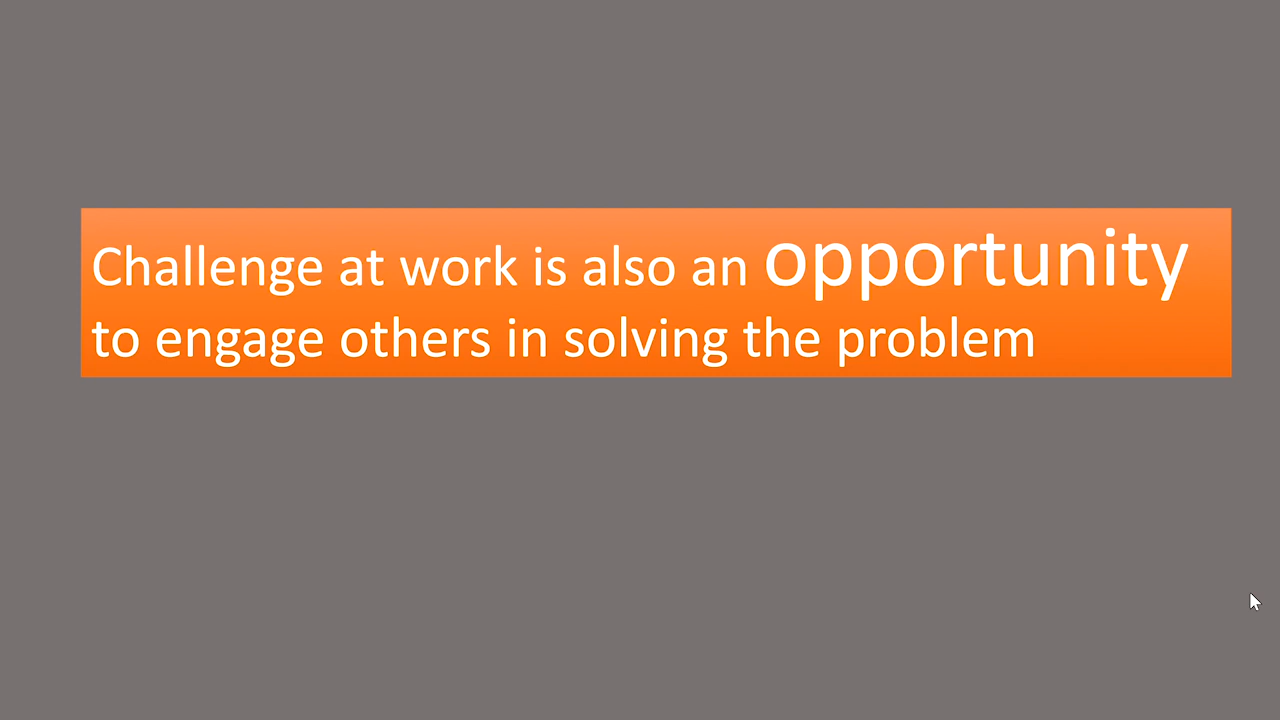 Challenge at work is also an opportunity
to engage others in solving the problem